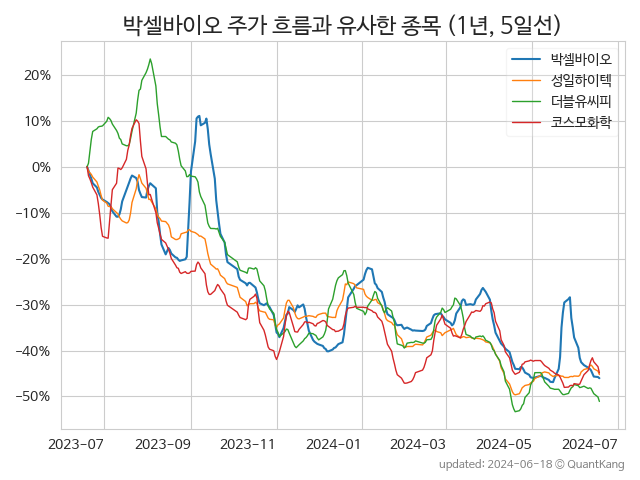 박셀바이오 주가 흐름과 유사한 종목 (1년, 5일선)
박셀바이오
성일하이텍
더블유씨피
코스모화학
20%
10%
0%
−10%
−20%
−30%
−40%
−50%
2023−07 2023−09 2023−11 2024−01 2024−03 2024−05 2024−07
updated: 2024−06−18 © QuantKang